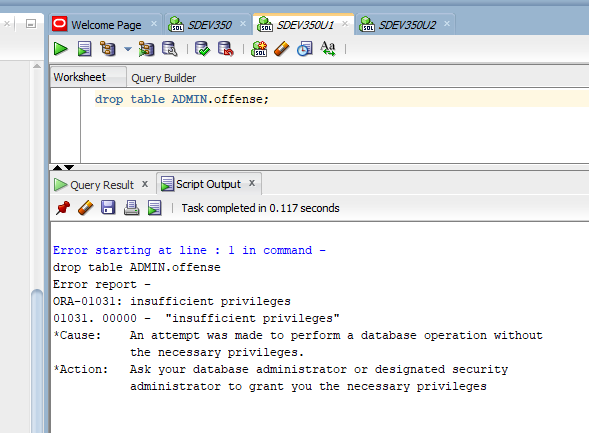 Welcome Page SDEV350 SDEV350U1 SDEV350U2
Worksheet Query Builder
drop table ADMIN.offense;
Query Result x Script Output x
Task completed in 0.117 seconds
Error starting at line : 1 in command -
drop table ADMIN.offense
Error report -
ORA-01031: insufficient privileges
01031. 00000 -  "insufficient privileges"
*Cause:    An attempt was made to perform a database operation without
the necessary privileges.
*Action:   Ask your database administrator or designated security
administrator to grant you the necessary privileges